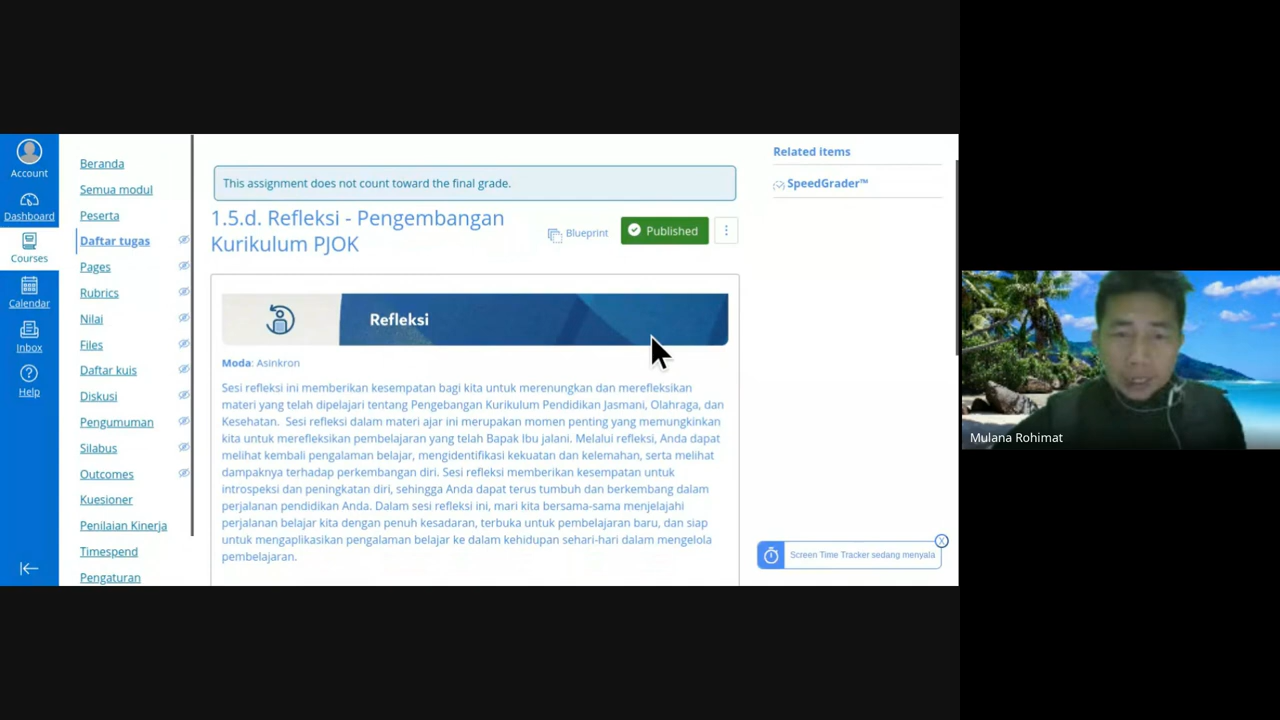 Account
Dashboard
Courses
Calendar
Inbox
Help
Beranda
Semua modul
Peserta
Daftar tugas
Pages
Rubrics
Nilai
Files
Daftar kuis
Diskusi
Pengumuman
Silabus
Outcomes
Kuesioner
Penilaian Kinerja
Timespend
Pengaturan
This assignment does not count toward the final grade.
1.5.d. Refleksi - Pengembangan
Kurikulum PJOK
Blueprint
Published
Refleksi
Moda: Asinkron
Sesi refleksi ini memberikan kesempatan bagi kita untuk merenungkan dan merefleksikan
materi yang telah dipelajari tentang Pengebangan Kurikulum Pendidikan Jasmani, Olahraga, dan
Kesehatan.  Sesi refleksi dalam materi ajar ini merupakan momen penting yang memungkinkan
kita untuk merefleksikan pembelajaran yang telah Bapak Ibu jalani. Melalui refleksi, Anda dapat
melihat kembali pengalaman belajar, mengidentifikasi kekuatan dan kelemahan, serta melihat
dampaknya terhadap perkembangan diri. Sesi refleksi memberikan kesempatan untuk
introspeksi dan peningkatan diri, sehingga Anda dapat terus tumbuh dan berkembang dalam
perjalanan pendidikan Anda. Dalam sesi refleksi ini, mari kita bersama-sama menjelajahi
perjalanan belajar kita dengan penuh kesadaran, terbuka untuk pembelajaran baru, dan siap
untuk mengaplikasikan pengalaman belajar ke dalam kehidupan sehari-hari dalam mengelola
pembelajaran.
Related items
SpeedGrader™
Screen Time Tracker sedang menyala
X
Mulana Rohimat